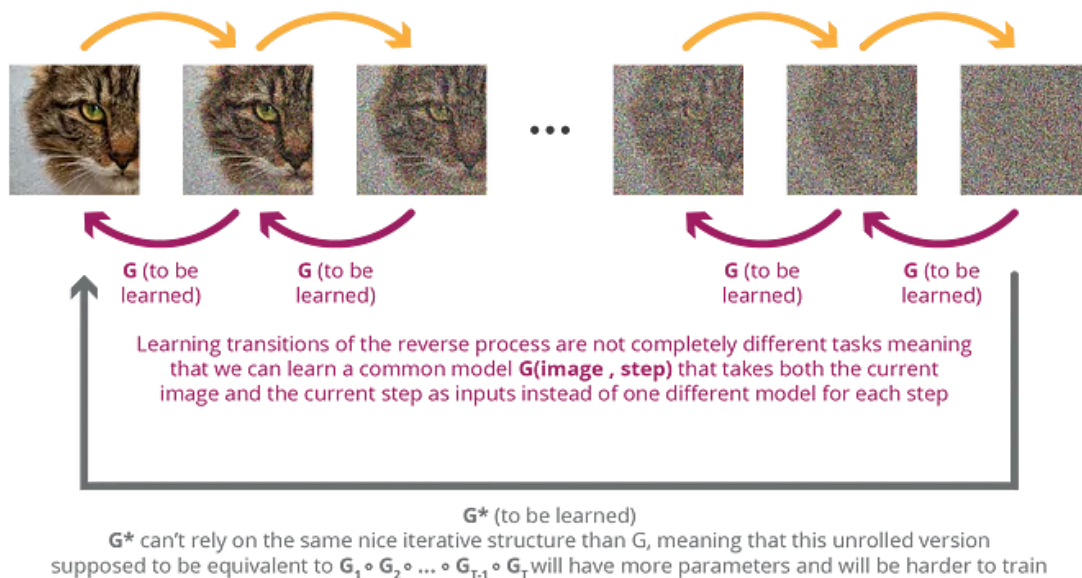 G (to be
learned)
G (to be
learned)
G (to be
learned)
G (to be
learned)
Learning transitions of the reverse process are not completely different tasks meaning
that we can learn a common model G(image , step) that takes both the current
image and the current step as inputs instead of one different model for each step
G* (to be learned)
G* can't rely on the same nice iterative structure than G, meaning that this unrolled version
supposed to be equivalent to G₁∘ G₂∘ ... ∘ G_T-1∘ G_T will have more parameters and will be harder to train